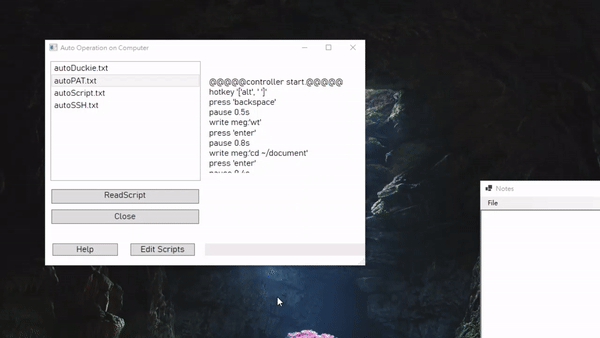 Auto Operation on Computer
autoDuckie.txt
autoPAT.txt
autoScript.txt
autoSSH.txt
@@@@@controller start.@@@@@
hotkey '['alt', ' ']'
press 'backspace'
pause 0.5s
write meg:'wt'
press 'enter'
pause 0.8s
write meg:'cd ~/document'
press 'enter'
ReadScript
Close
Help
Edit Scripts
Notes
File